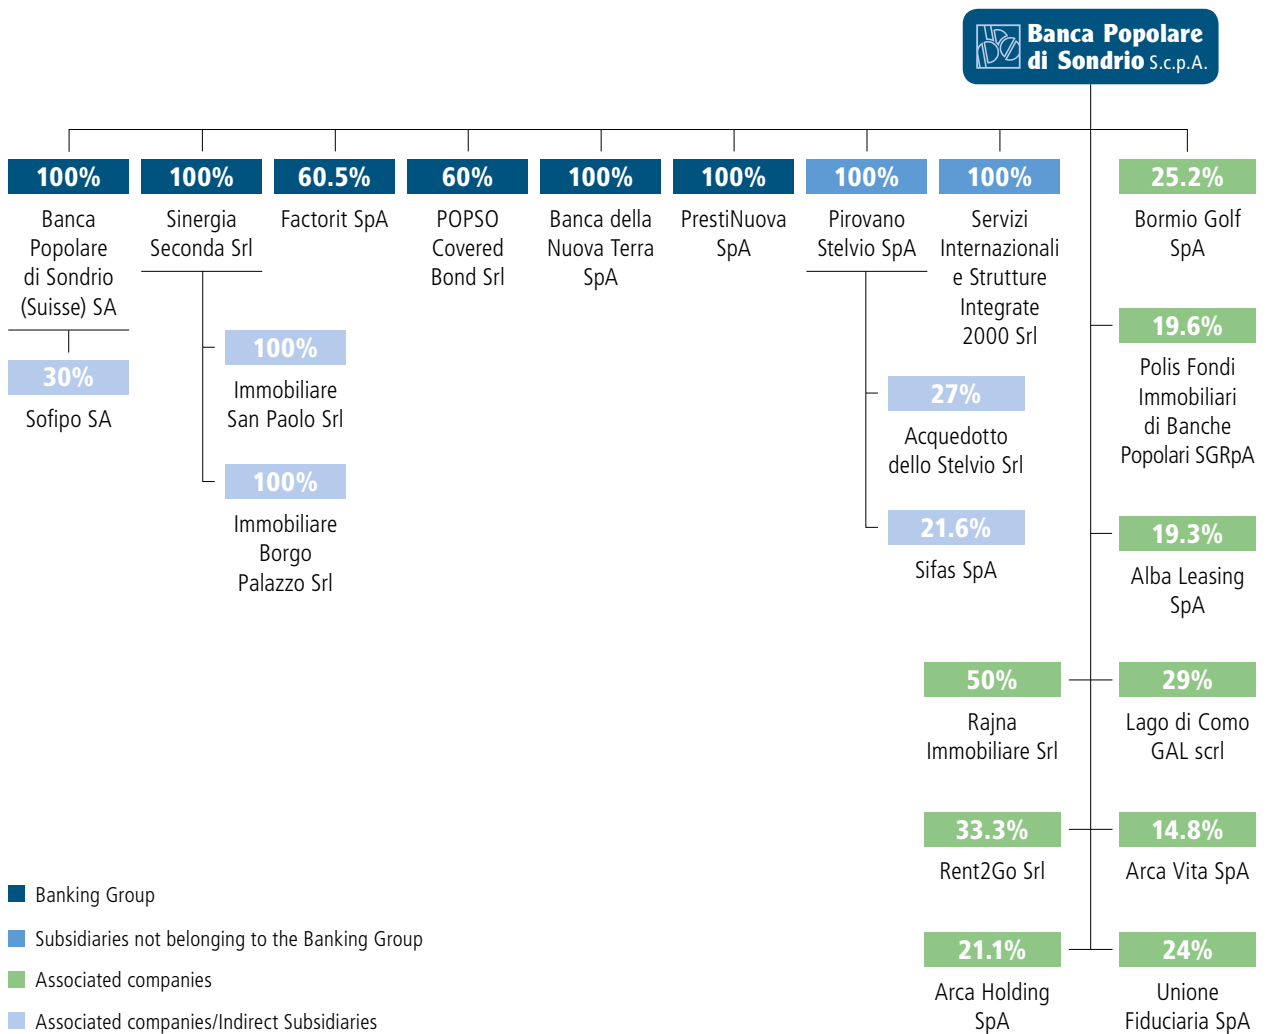 Banca Popolare
di Sondrio S.c.p.A.
100%
Banca
Popolare
di Sondrio
(Suisse) SA
30%
Sofipo SA
100%
Sinergia
Seconda Srl
100%
Immobiliare
San Paolo Srl
100%
Immobiliare
Borgo
Palazzo Srl
60.5%
Factorit SpA
60%
POPSO
Covered
Bond Srl
100%
Banca della
Nuova Terra
SpA
100%
PrestiNuova
SpA
100%
Pirovano
Stelvio SpA
27%
Acquedotto
dello Stelvio Srl
21.6%
Sifas SpA
100%
Servizi
Internazionali
e Strutture
Integrate
2000 Srl
25.2%
Bormio Golf
SpA
19.6%
Polis Fondi
Immobiliari
di Banche
Popolari SGRpA
19.3%
Alba Leasing
SpA
50%
Rajna
Immobiliare Srl
29%
Lago di Como
GAL scrl
33.3%
Rent2Go Srl
14.8%
Arca Vita SpA
21.1%
Arca Holding
SpA
24%
Unione
Fiduciaria SpA
Banking Group
Subsidiaries not belonging to the Banking Group
Associated companies
Associated companies/Indirect Subsidiaries